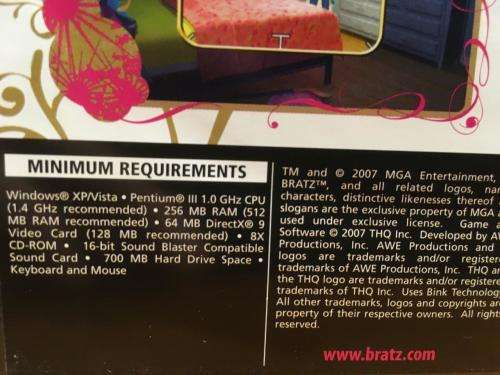 MINIMUM REQUIREMENTS
Windows® XP/Vista • Pentium® III 1.0 GHz CPU
(1.4 GHz recommended) • 256 MB RAM (512
MB RAM recommended) • 64 MB DirectX® 9
Video Card (128 MB recommended) • 8X
CD-ROM • 16-bit Sound Blaster Compatible
Sound Card • 700 MB Hard Drive Space •
Keyboard and Mouse
TM and © 2007 MGA Entertainment,
BRATZ™, and all related logos,
characters, distinctive likenesses thereof
slogans are the exclusive property of MGA
used under exclusive license. Game
Software © 2007 THQ Inc. Developed by
Productions, Inc. AWE Productions and
logos are trademarks and/or
trademarks of AWE Productions, Inc. THQ
the THQ logo are trademarks and/or
trademarks of THQ Inc. Uses Bink
All other trademarks, logos and copyrights
property of their respective owners. All
reserved.
www.bratz.com